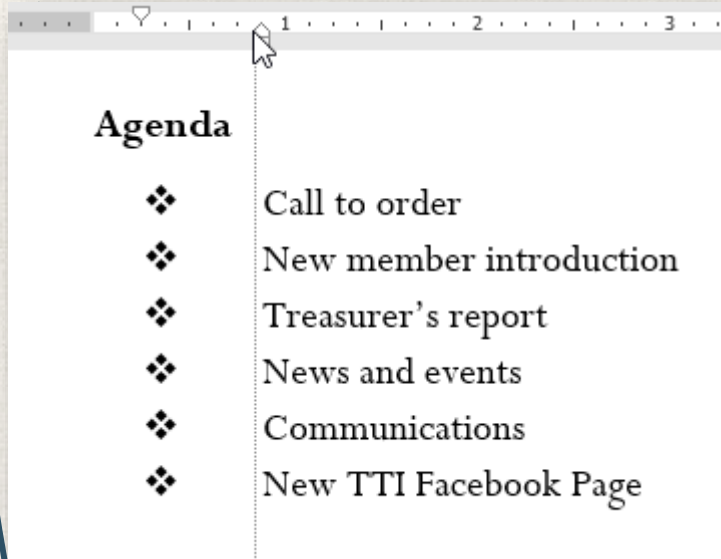 1 2 3
Agenda
❖ Call to order
❖ New member introduction
❖ Treasurer’s report
❖ News and events
❖ Communications
❖ New TTI Facebook Page